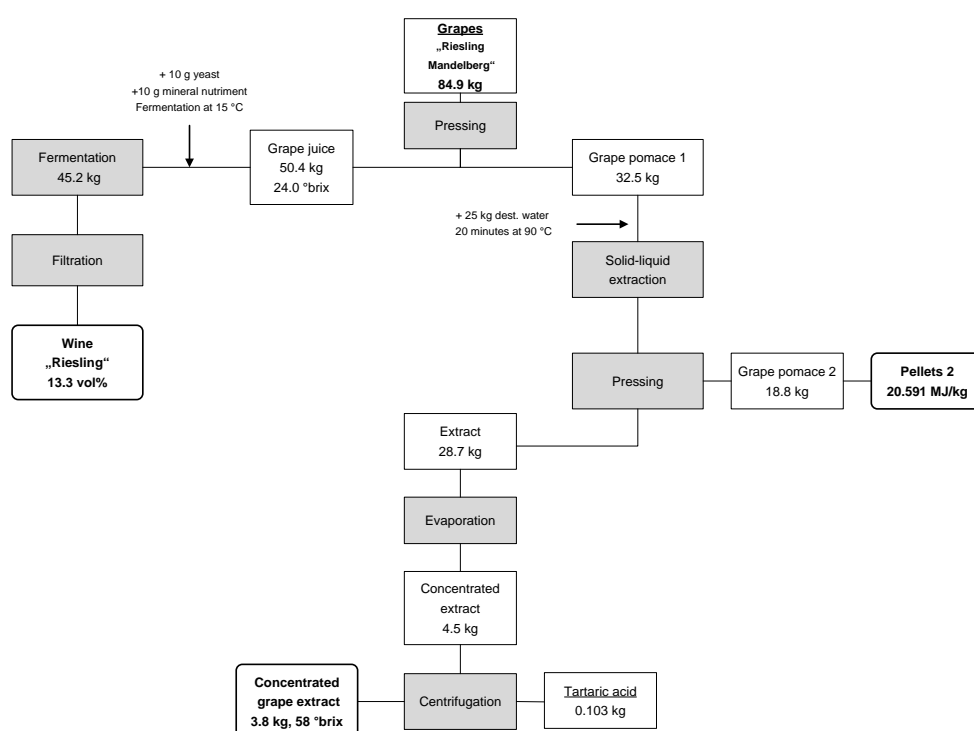 Grapes
„Riesling
Mandelberg“
84.9 kg
+ 10 g yeast
+10 g mineral nutriment
Fermentation at 15 °C
Pressing
Fermentation
45.2 kg
Grape juice
50.4 kg
24.0 °brix
Grape pomace 1
32.5 kg
+ 25 kg dest. water
20 minutes at 90 °C
Filtration
Solid-liquid
extraction
Wine
„Riesling“
13.3 vol%
Pressing
Grape pomace 2
18.8 kg
Pellets 2
20.591 MJ/kg
Extract
28.7 kg
Evaporation
Concentrated
extract
4.5 kg
Concentrated
grape extract
3.8 kg, 58 °brix
Centrifugation
Tartaric acid
0.103 kg